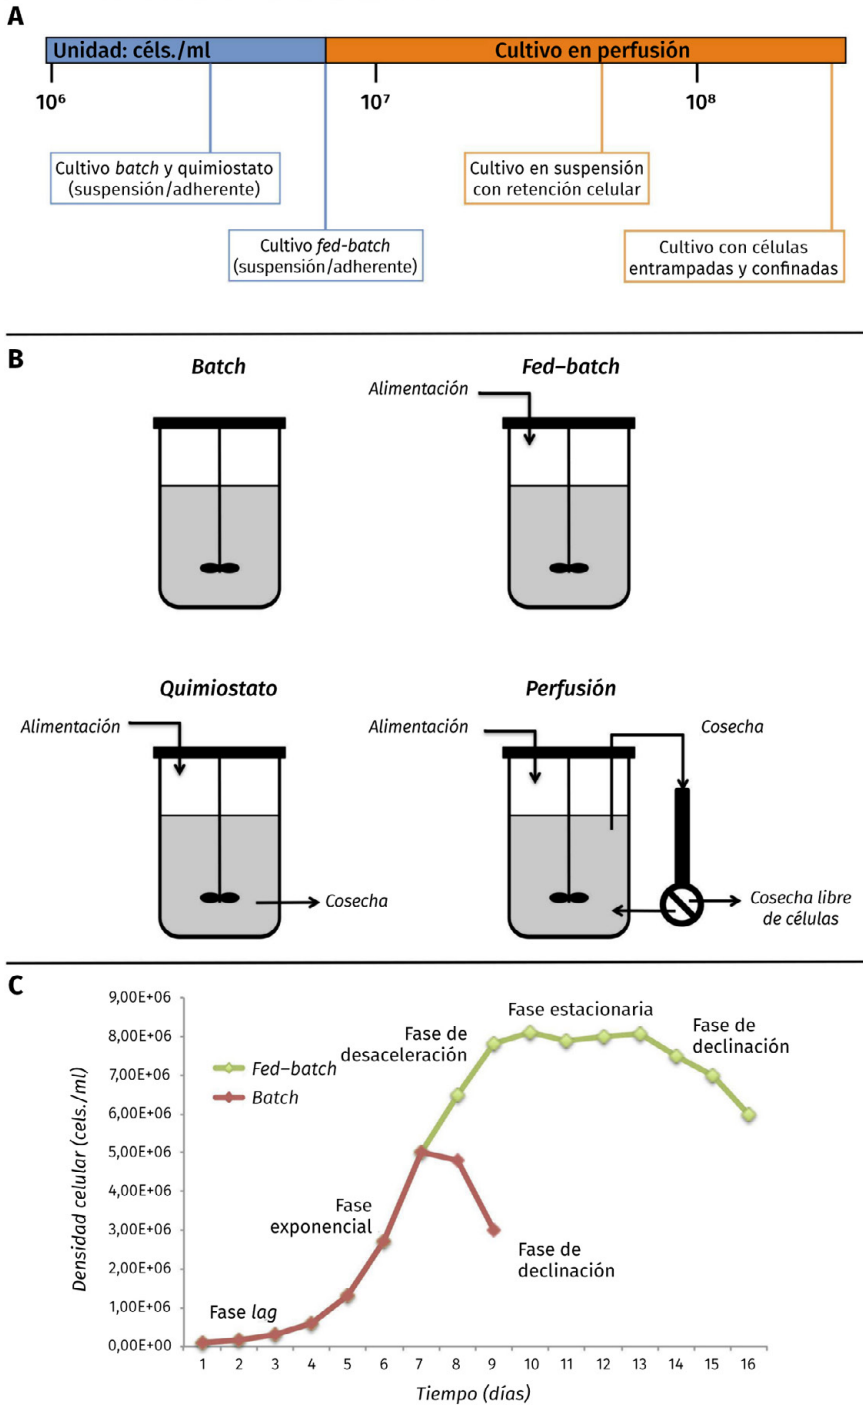 A
Unidad: céls./ml
Cultivo en perfusión
10⁶
10⁷
10⁸
Cultivo batch y quimiostato
(suspensión/adherente)
Cultivo en suspensión
con retención celular
Cultivo fed-batch
(suspensión/adherente)
Cultivo con células
entrampadas y confinadas
B
Batch
Fed–batch
Alimentación
Quimiostato
Perfusión
Alimentación
Alimentación
Cosecha
Cosecha
Cosecha libre
de células
C
Densidad celular (cels./ml)
9,00E+06
8,00E+06
7,00E+06
6,00E+06
5,00E+06
4,00E+06
3,00E+06
2,00E+06
1,00E+06
0,00E+00
Fed–batch
Batch
Fase lag
Fase
exponencial
Fase de
desaceleración
Fase estacionaria
Fase de
declinación
Fase de
declinación
1 2 3 4 5 6 7 8 9 10 11 12 13 14 15 16
Tiempo (días)